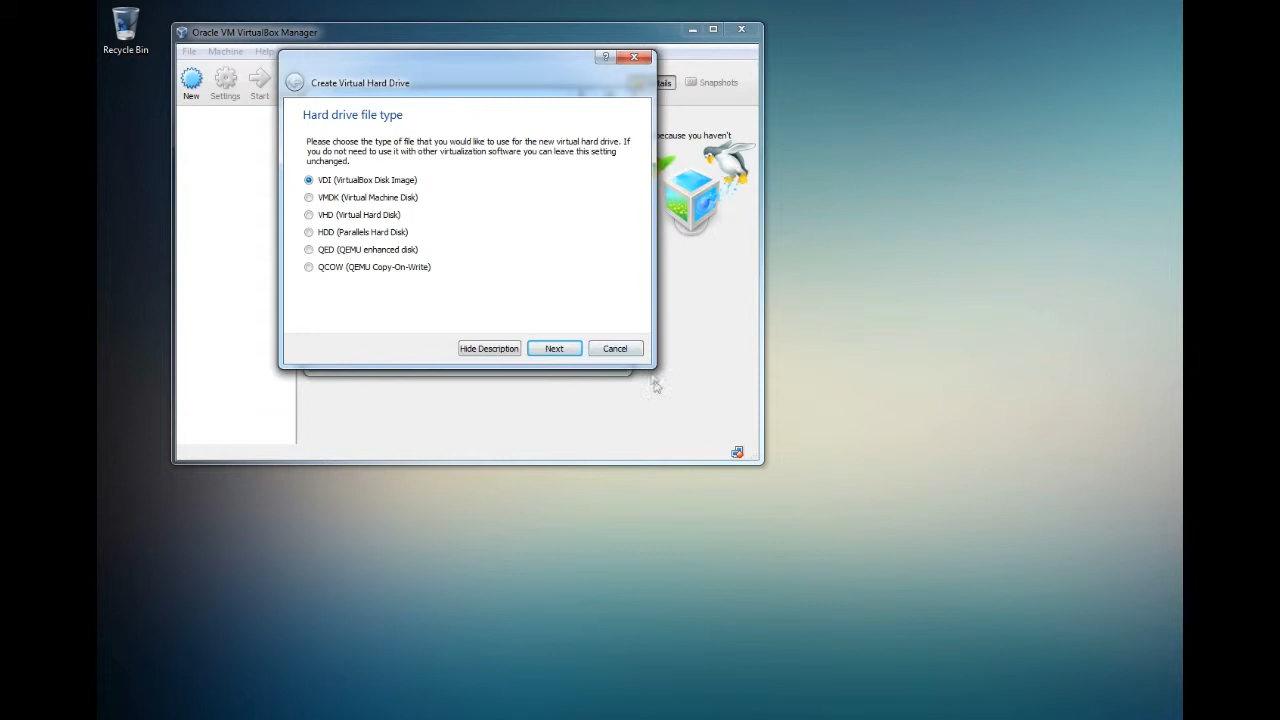 Recycle Bin
Oracle VM VirtualBox Manager
File Machine Help
New Settings Start
Snapshots
because you haven't
Create Virtual Hard Drive
Hard drive file type
Please choose the type of file that you would like to use for the new virtual hard drive. If
you do not need to use it with other virtualization software you can leave this setting
unchanged.
VDI (VirtualBox Disk Image)
VMDK (Virtual Machine Disk)
VHD (Virtual Hard Disk)
HDD (Parallels Hard Disk)
QED (QEMU enhanced disk)
QCOW (QEMU Copy-On-Write)
Hide Description Next Cancel